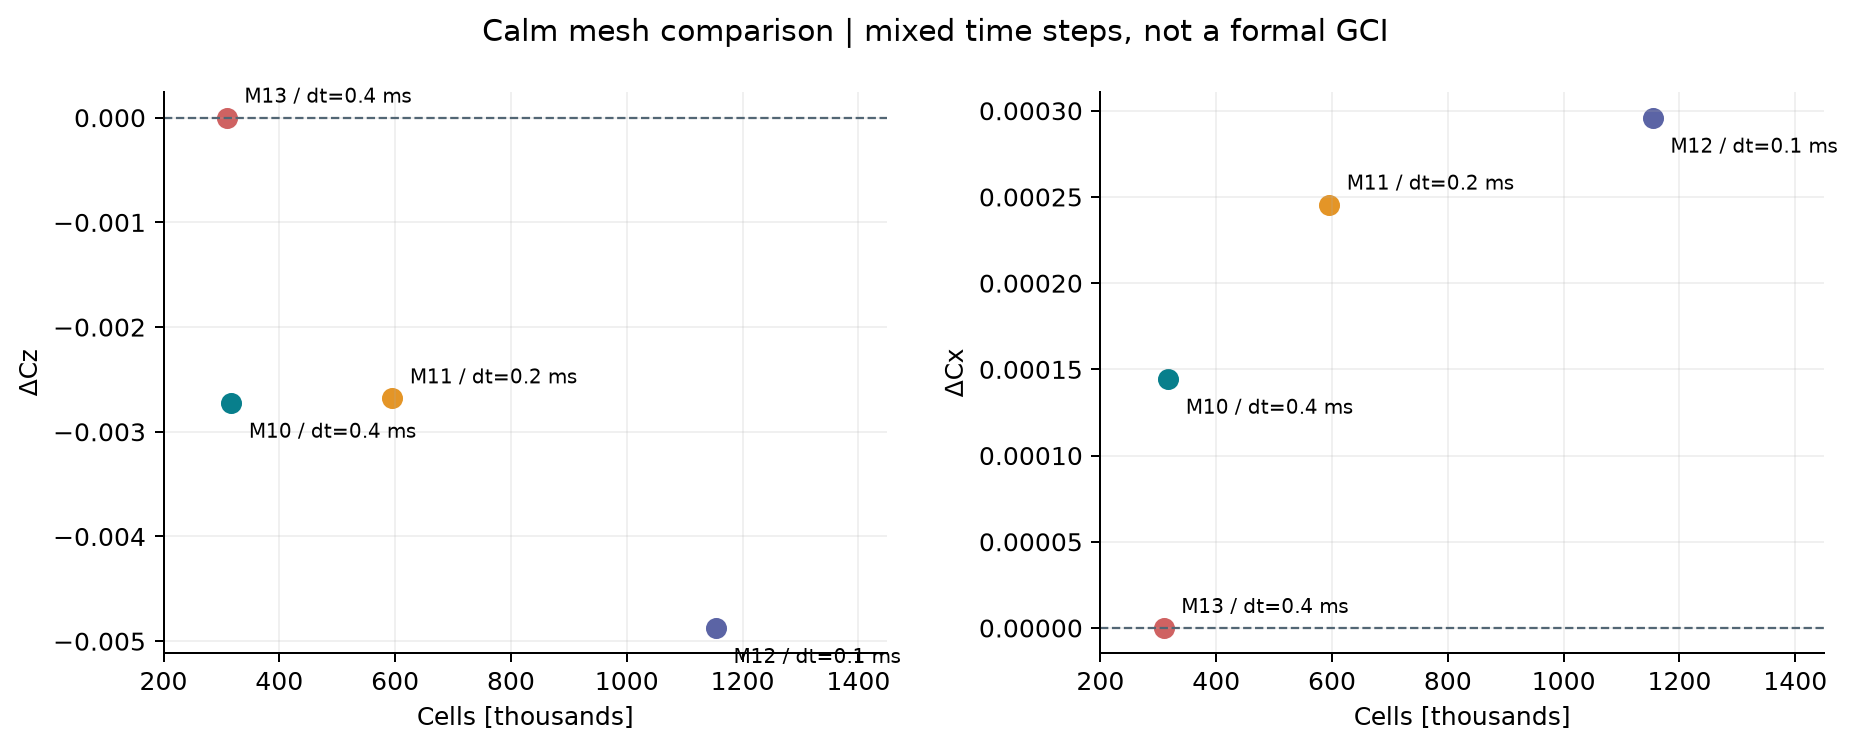 Calm mesh comparison | mixed time steps, not a formal GCI
M13 / dt=0.4 ms
0.000
−0.001
−0.002
−0.003
−0.004
−0.005
ΔCz
M11 / dt=0.2 ms
M10 / dt=0.4 ms
M12 / dt=0.1 ms
200 400 600 800 1000 1200 1400
Cells [thousands]
0.00030
0.00025
0.00020
0.00015
0.00010
0.00005
0.00000
ΔCx
M12 / dt=0.1 ms
M11 / dt=0.2 ms
M10 / dt=0.4 ms
M13 / dt=0.4 ms
200 400 600 800 1000 1200 1400
Cells [thousands]